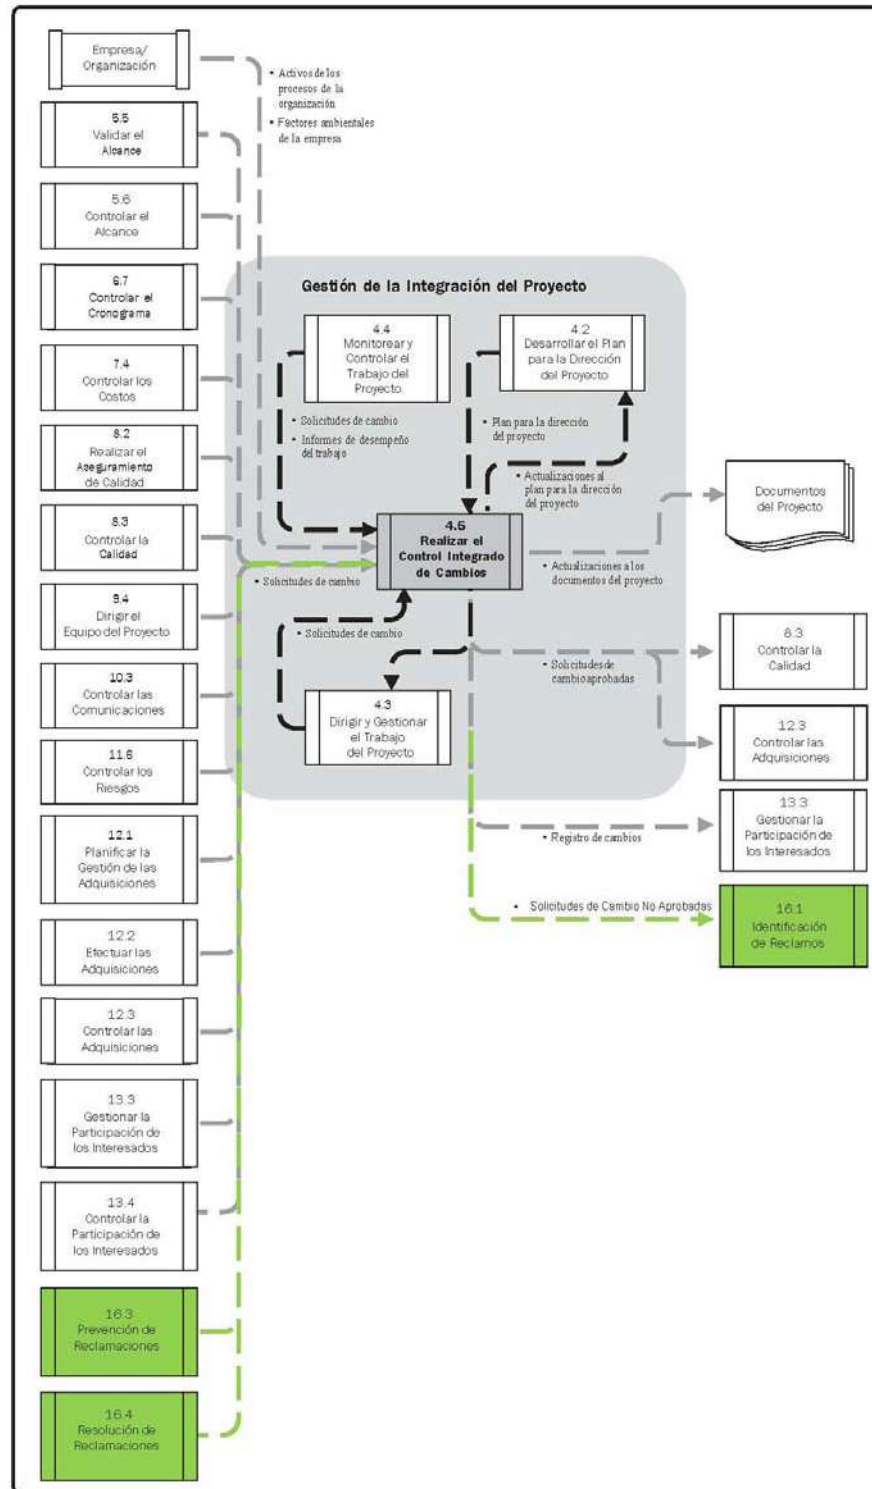 Empresa/
Organización
• Activos de los
procesos de la
organización
• Factores ambientales
de la empresa
5.5
Validar el
Alcance
5.6
Controlar el
Alcance
6.7
Controlar el
Cronograma
7.4
Controlar los
Costos
8.2
Realizar el
Aseguramiento
de Calidad
8.3
Controlar la
Calidad
9.4
Dirigir el
Equipo del Proyecto
10.3
Controlar las
Comunicaciones
11.6
Controlar los
Riesgos
12.1
Planificar la
Gestión de las
Adquisiciones
12.2
Efectuar las
Adquisiciones
12.3
Controlar las
Adquisiciones
13.3
Gestionar la
Participación de
los Interesados
13.4
Controlar la
Participación de
los Interesados
16.3
Prevención de
Reclamaciones
16.4
Resolución de
Reclamaciones
Gestión de la Integración del Proyecto
4.4
Monitorear y
Controlar el
Trabajo del
Proyecto
4.2
Desarrollar el Plan
para la Dirección
del Proyecto
• Solicitudes de cambio
• Informes de desempeño
del trabajo
• Plan para la dirección
del proyecto
• Actualizaciones al
plan para la dirección
del proyecto
4.5
Realizar el
Control Integrado
de Cambios
• Solicitudes de cambio
• Actualizaciones a los
documentos del proyecto
• Solicitudes de cambio
• Solicitudes de
cambio aprobadas
4.3
Dirigir y Gestionar
el Trabajo
del Proyecto
• Registro de cambios
• Solicitudes de Cambio No Aprobadas
Documentos
del Proyecto
8.3
Controlar la
Calidad
12.3
Controlar las
Adquisiciones
13.3
Gestionar la
Participación de
los Interesados
16.1
Identificación
de Reclamos